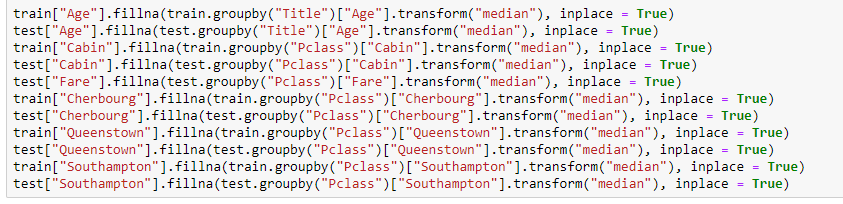 train["Age"].fillna(train.groupby("Title")["Age"].transform("median"), inplace = True)
test["Age"].fillna(test.groupby("Title")["Age"].transform("median"), inplace = True)
train["Cabin"].fillna(train.groupby("Pclass")["Cabin"].transform("median"), inplace = True)
test["Cabin"].fillna(test.groupby("Pclass")["Cabin"].transform("median"), inplace = True)
test["Fare"].fillna(test.groupby("Pclass")["Fare"].transform("median"), inplace = True)
train["Cherbourg"].fillna(train.groupby("Pclass")["Cherbourg"].transform("median"), inplace = True)
test["Cherbourg"].fillna(test.groupby("Pclass")["Cherbourg"].transform("median"), inplace = True)
train["Queenstown"].fillna(train.groupby("Pclass")["Queenstown"].transform("median"), inplace = True)
test["Queenstown"].fillna(test.groupby("Pclass")["Queenstown"].transform("median"), inplace = True)
train["Southampton"].fillna(train.groupby("Pclass")["Southampton"].transform("median"), inplace = True)
test["Southampton"].fillna(test.groupby("Pclass")["Southampton"].transform("median"), inplace = True)